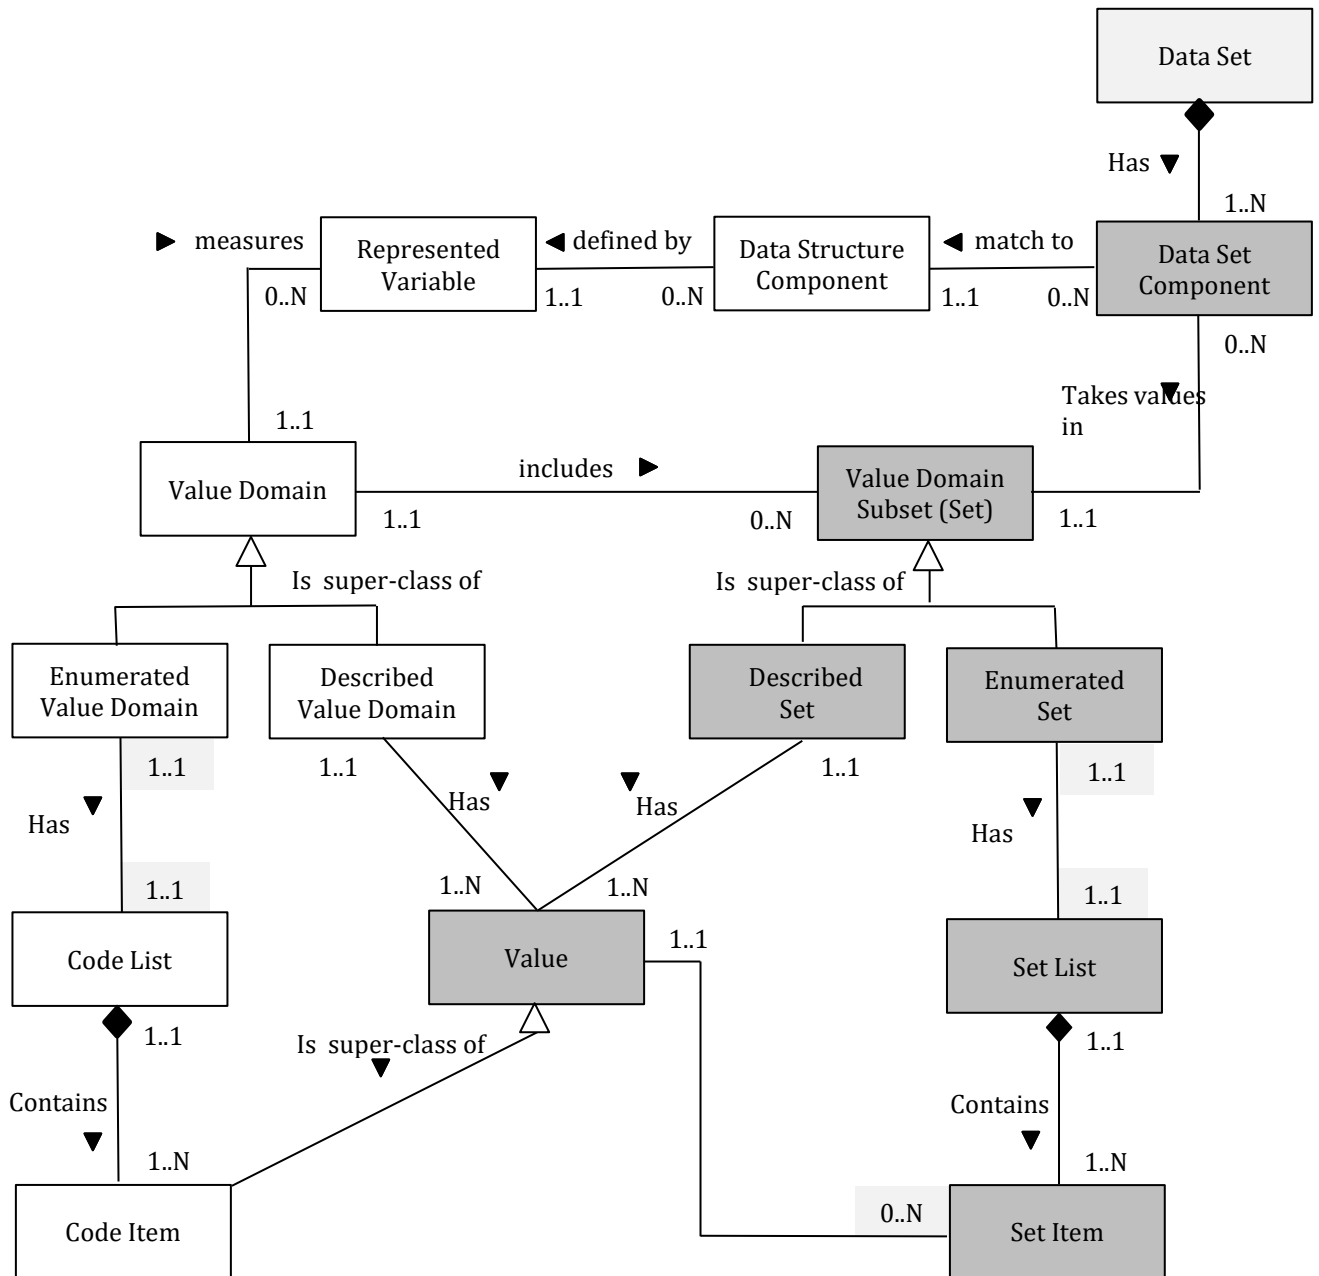 Data Set
Has
1..N
measures
Represented
Variable
defined by
Data Structure
Component
match to
Data Set
Component
0..N
1..1
0..N
1..1
0..N
0..N
Takes values
in
1..1
Value Domain
includes
Value Domain
Subset (Set)
1..1
0..N
1..1
Is super-class of
Is super-class of
Enumerated
Value Domain
Described
Value Domain
Described
Set
Enumerated
Set
1..1
1..1
1..1
1..1
Has
Has
Has
Has
1..1
1..N
1..N
1..1
Code List
Value
1..1
Set List
1..1
Is super-class of
1..1
Contains
Contains
1..N
1..N
Code Item
0..N
Set Item